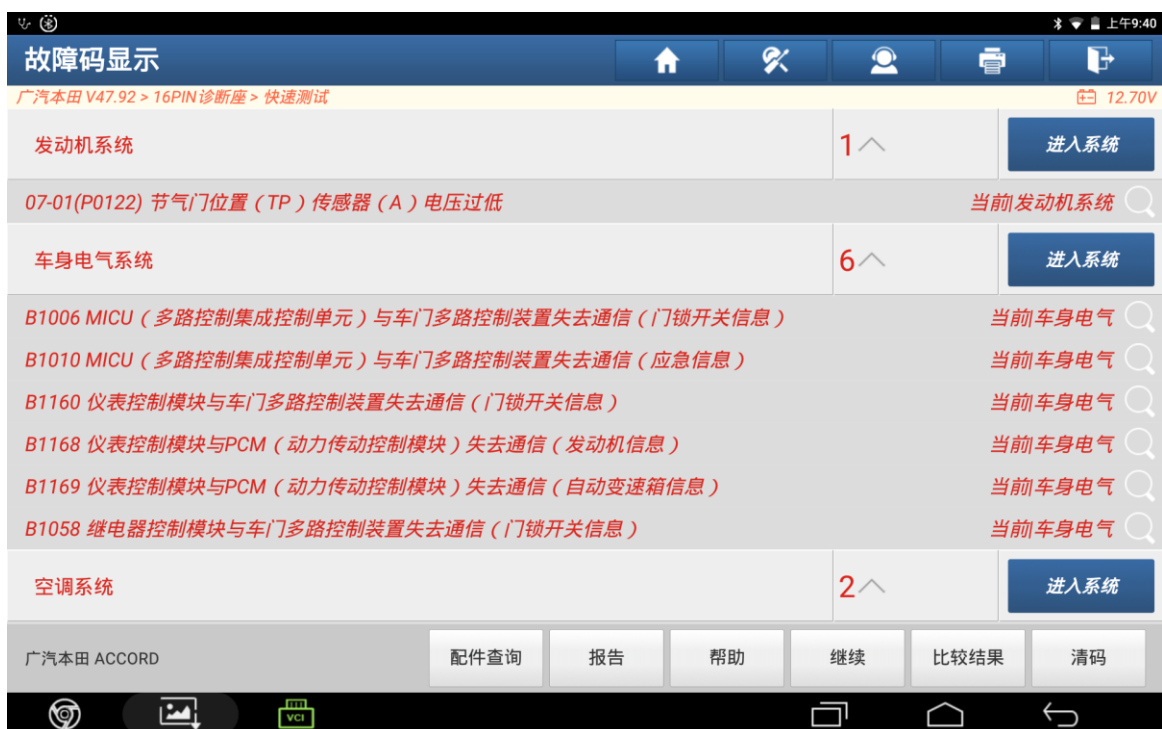 上午9:40
故障码显示
广汽本田 V47.92 > 16PIN诊断座 > 快速测试 12.70V
发动机系统 1 进入系统
07-01(P0122) 节气门位置（TP）传感器（A）电压过低 当前|发动机系统
车身电气系统 6 进入系统
B1006 MICU（多路控制集成控制单元）与车门多路控制装置失去通信（门锁开关信息） 当前|车身电气
B1010 MICU（多路控制集成控制单元）与车门多路控制装置失去通信（应急信息） 当前|车身电气
B1160 仪表控制模块与车门多路控制装置失去通信（门锁开关信息） 当前|车身电气
B1168 仪表控制模块与PCM（动力传动控制模块）失去通信（发动机信息） 当前|车身电气
B1169 仪表控制模块与PCM（动力传动控制模块）失去通信（自动变速箱信息） 当前|车身电气
B1058 继电器控制模块与车门多路控制装置失去通信（门锁开关信息） 当前|车身电气
空调系统 2 进入系统
广汽本田 ACCORD 配件查询 报告 帮助 继续 比较结果 清码
VCI